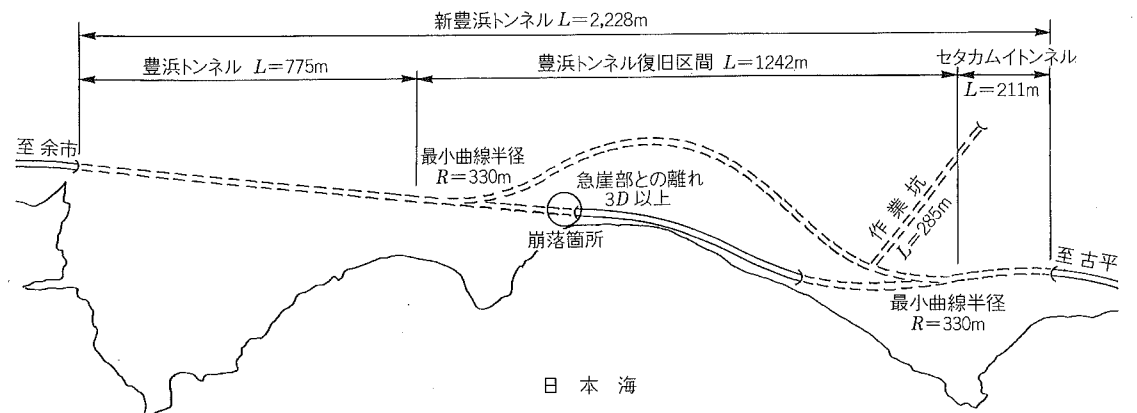 新豊浜トンネル L=2,228m
豊浜トンネル L=775m
豊浜トンネル復旧区間 L=1242m
セタカムイトンネル
L=211m
至 余市
最小曲線半径
R=330m
急崖部との離れ
3D 以上
崩落箇所
作業坑
L=285m
至 古平
最小曲線半径
R=330m
日本海